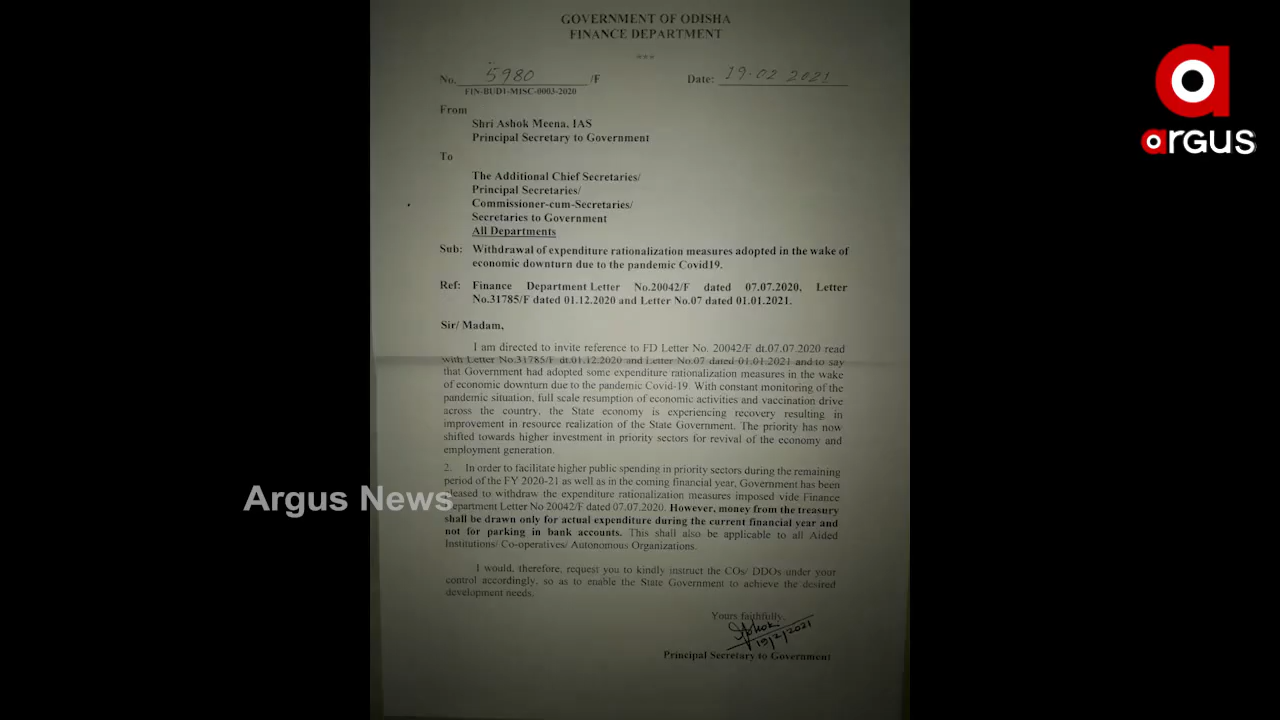 GOVERNMENT OF ODISHA
FINANCE DEPARTMENT
***
No. 5980 /F
Date: 19-02 2021
FIN-BUD1-MISC-0003-2020
From
Shri Ashok Meena, IAS
Principal Secretary to Government
To
The Additional Chief Secretaries/
Principal Secretaries/
Commissioner-cum-Secretaries/
Secretaries to Government
All Departments
Sub: Withdrawal of expenditure rationalization measures adopted in the wake of
economic downturn due to the pandemic Covid19.
Ref: Finance Department Letter No.20042/F dated 07.07.2020, Letter
No.31785/F dated 01.12.2020 and Letter No.07 dated 01.01.2021.
Sir/ Madam,
I am directed to invite reference to FD Letter No. 20042/F dt.07.07.2020 read
with Letter No.31785/F dt.01.12.2020 and Letter No.07 dated 01.01.2021 and to say
that Government had adopted some expenditure rationalization measures in the wake
of economic downturn due to the pandemic Covid-19. With constant monitoring of the
pandemic situation, full scale resumption of economic activities and vaccination drive
across the country, the State economy is experiencing recovery resulting in
improvement in resource realization of the State Government. The priority has now
shifted towards higher investment in priority sectors for revival of the economy and
employment generation.
2. In order to facilitate higher public spending in priority sectors during the remaining
period of the FY 2020-21 as well as in the coming financial year, Government has been
pleased to withdraw the expenditure rationalization measures imposed vide Finance
Department Letter No 20042/F dated 07.07.2020. However, money from the treasury
shall be drawn only for actual expenditure during the current financial year and
not for parking in bank accounts. This shall also be applicable to all Aided
Institutions/ Co-operatives/ Autonomous Organizations.
I would, therefore, request you to kindly instruct the COs/ DDOs under your
control accordingly, so as to enable the State Government to achieve the desired
development needs.
Yours faithfully,
Ashok
19/2/2021
Principal Secretary to Government
Argus News
argus